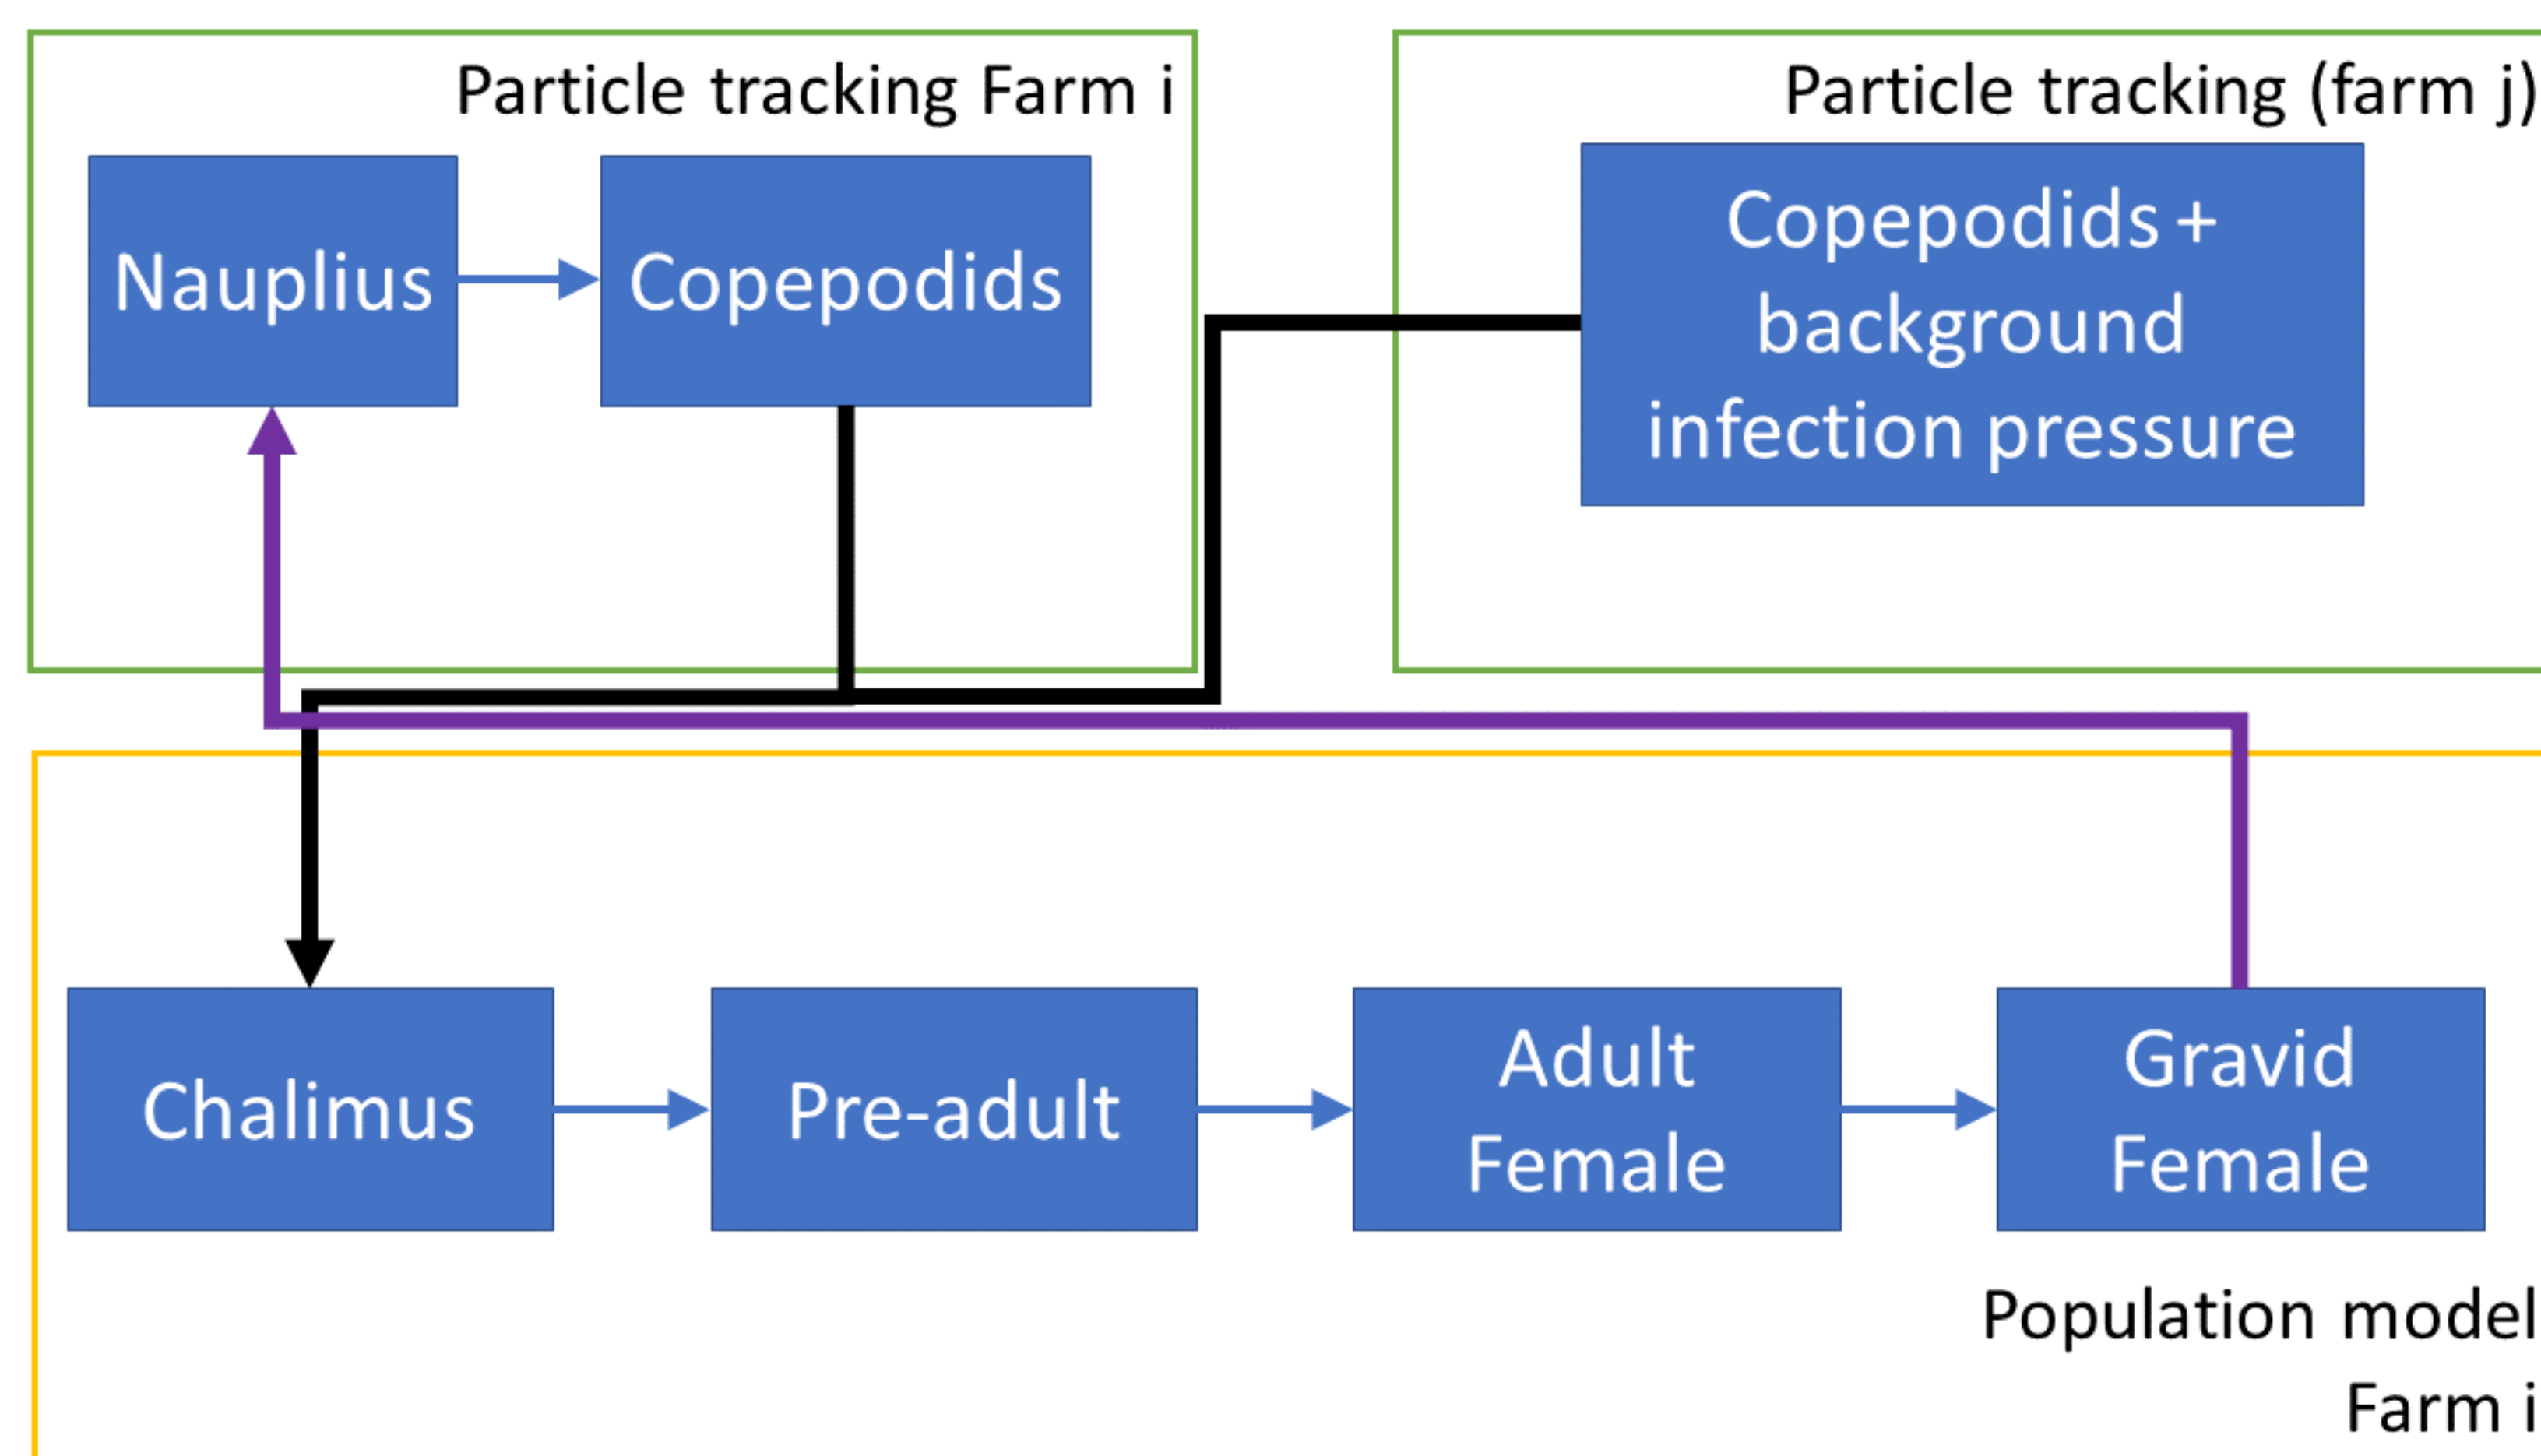 Particle tracking Farm i
Nauplius
Copepodids
Particle tracking (farm j)
Copepodids +
background
infection pressure
Chalimus
Pre-adult
Adult
Female
Gravid
Female
Population model
Farm i